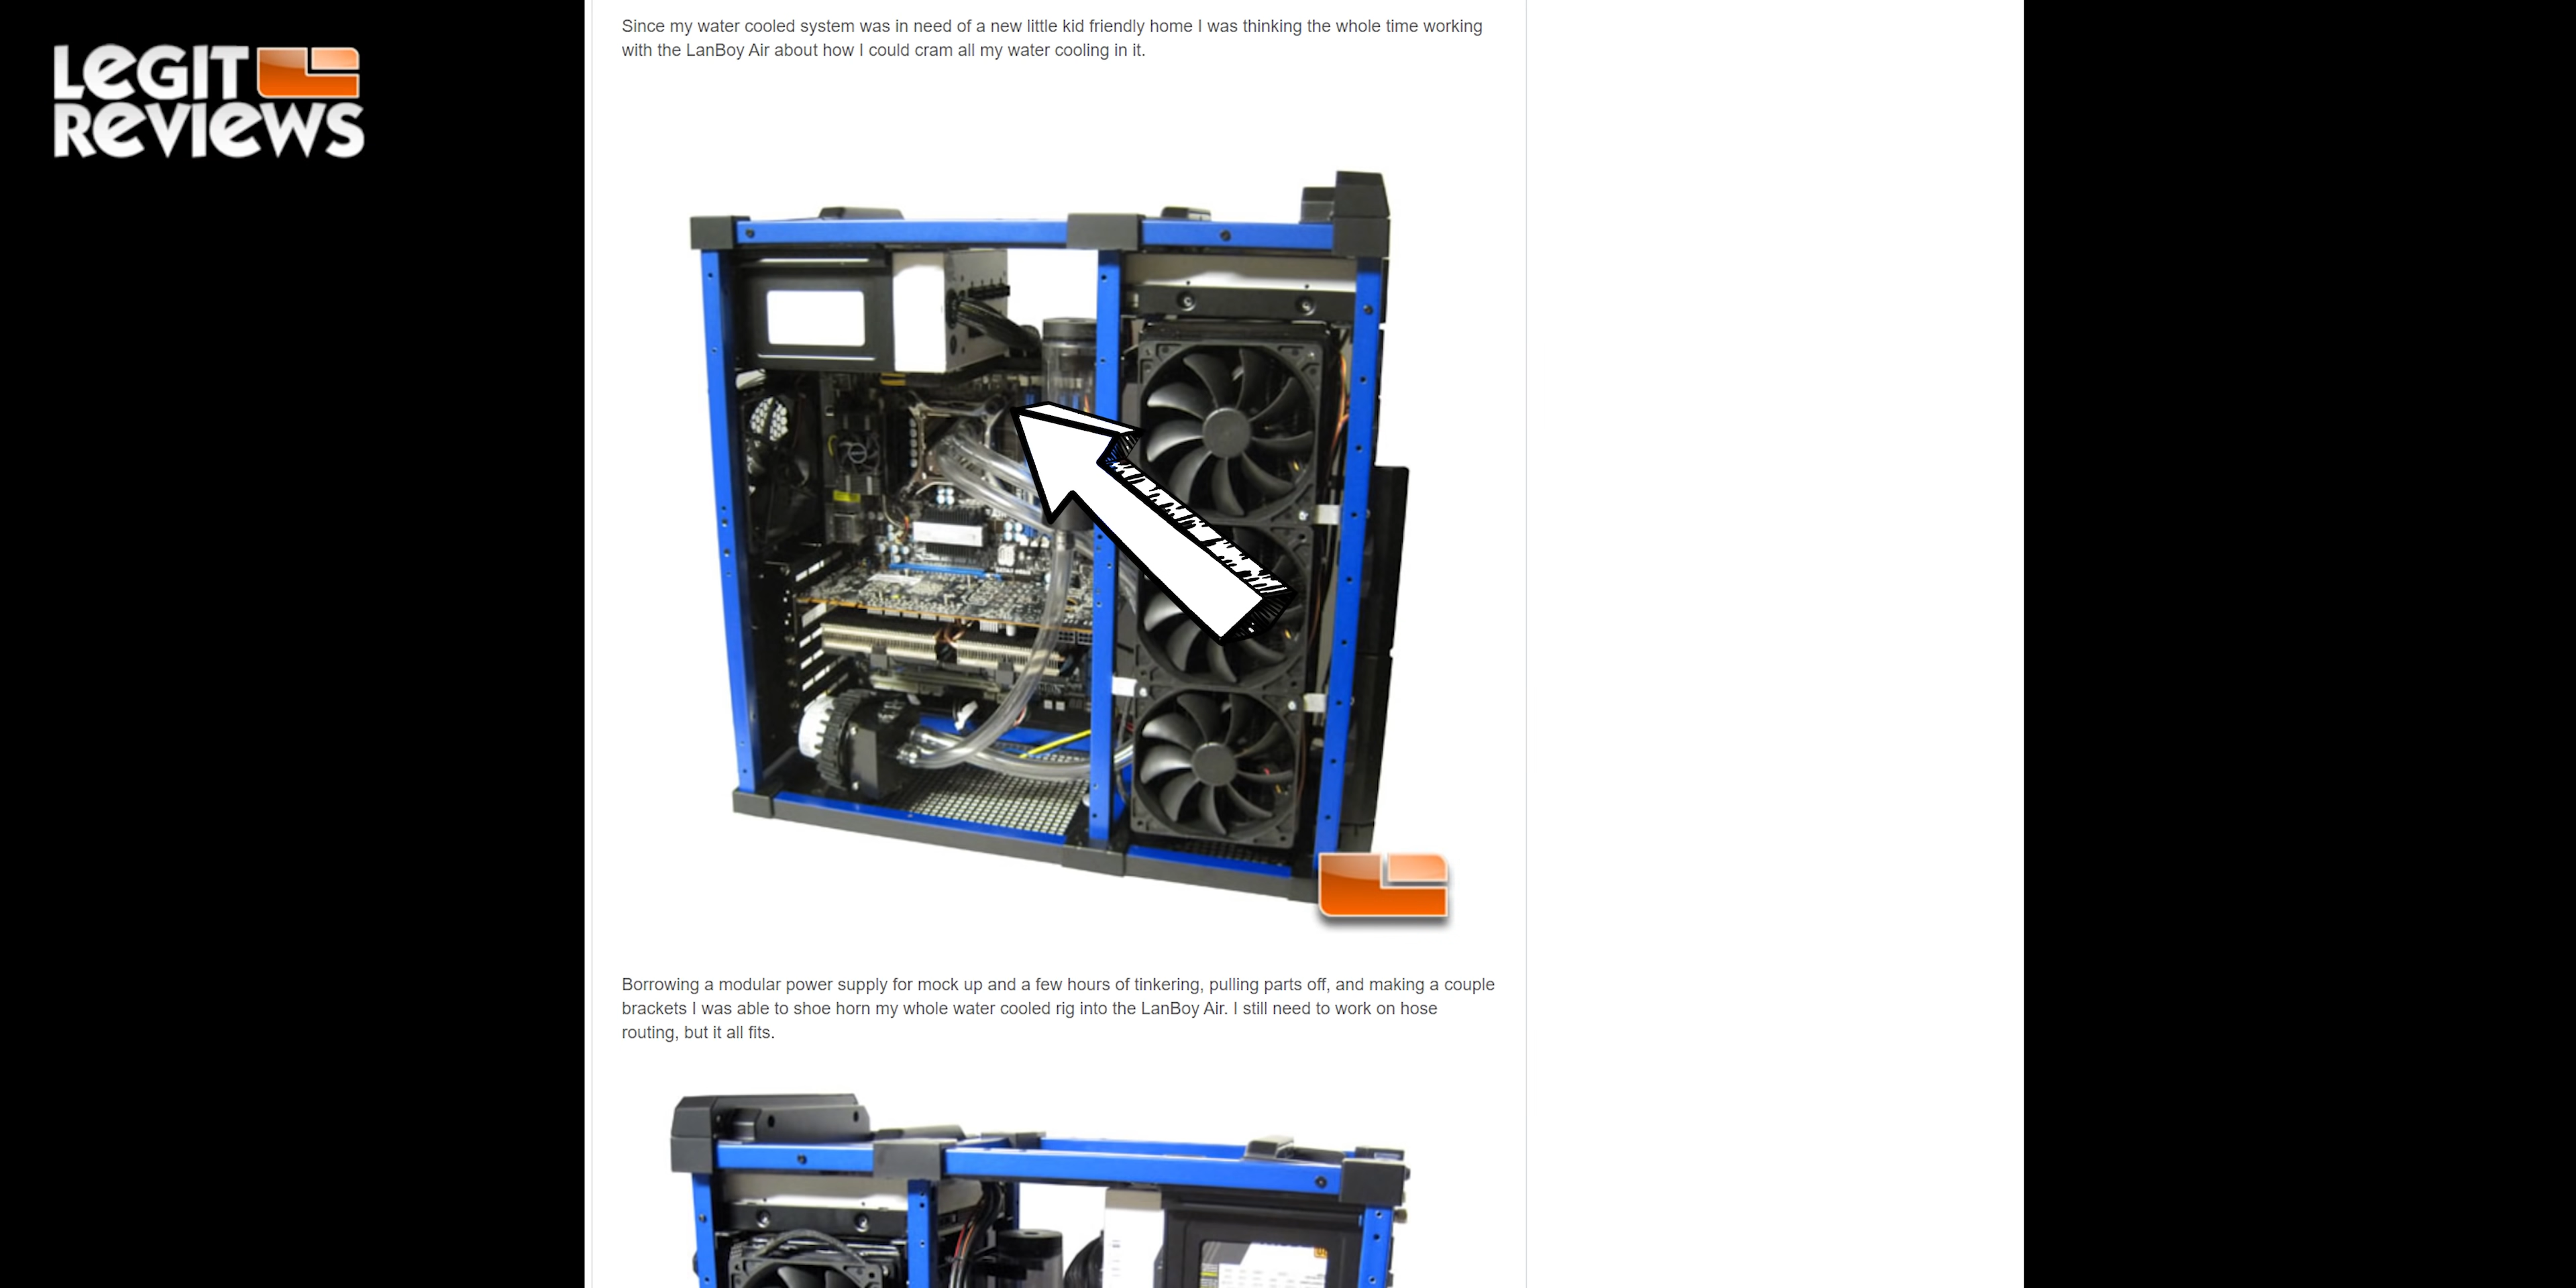 LEGIT
REVIEWS
Since my water cooled system was in need of a new little kid friendly home I was thinking the whole time working
with the LanBoy Air about how I could cram all my water cooling in it.
Borrowing a modular power supply for mock up and a few hours of tinkering, pulling parts off, and making a couple
brackets I was able to shoe horn my whole water cooled rig into the LanBoy Air. I still need to work on hose
routing, but it all fits.